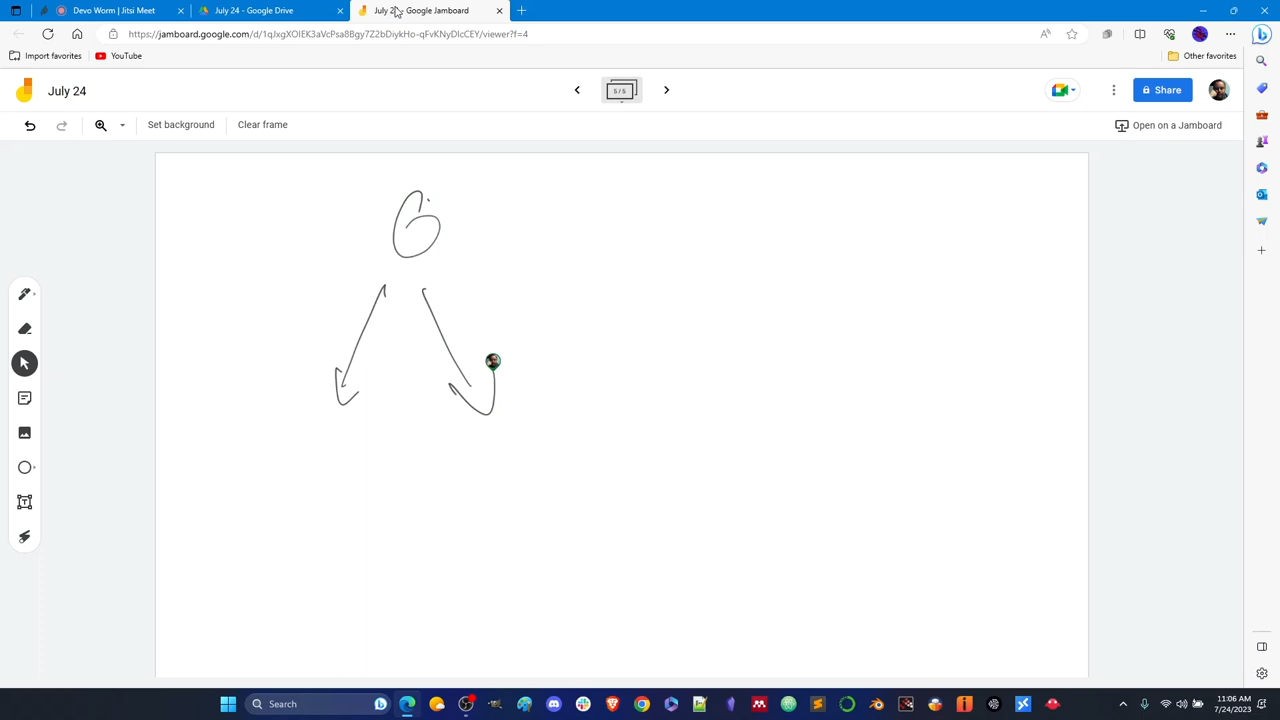 Devo Worm | Jitsi Meet
July 24 - Google Drive
Google Jamboard
https://jamboard.google.com/d/1qJxgXOIEK3aVcPsa8Bgy7Z2bDiykHo-qFvKNyDIcCEY/viewer?f=4
Import favorites
YouTube
Other favorites
July 24
5 / 5
Share
Set background
Clear frame
Open on a Jamboard
6
Search
11:06 AM
7/24/2023